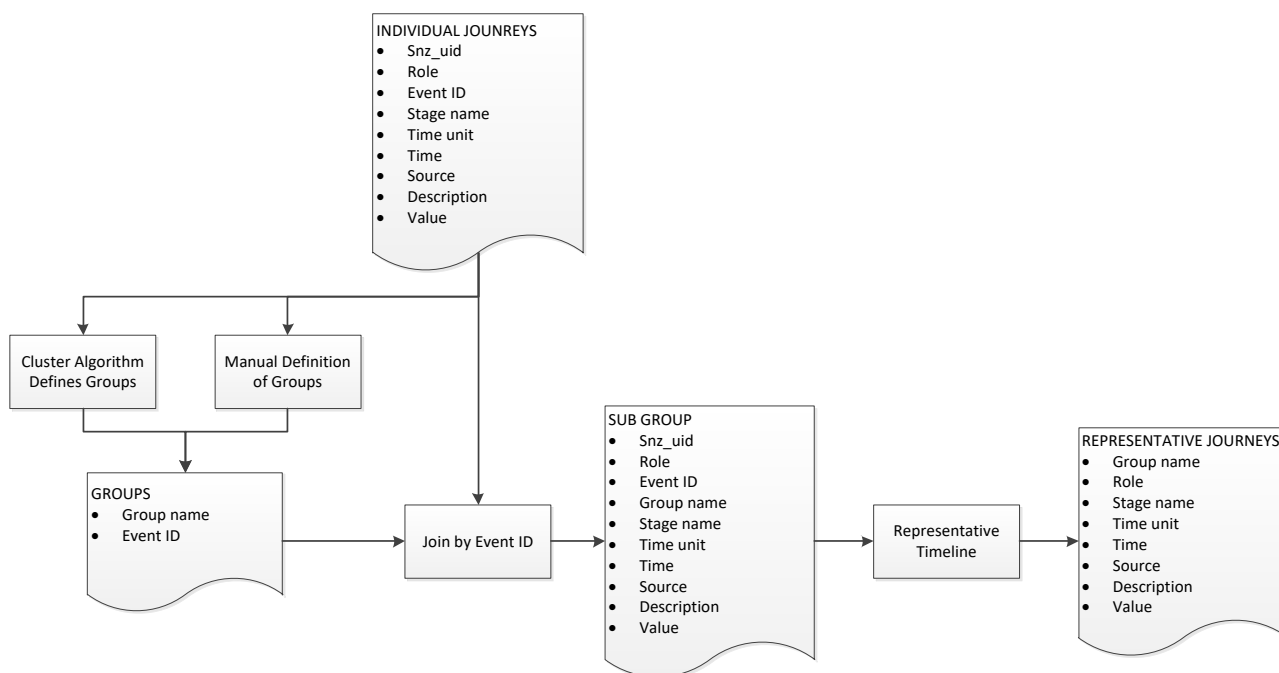 INDIVIDUAL JOUNREYS
• Snz_uid
• Role
• Event ID
• Stage name
• Time unit
• Time
• Source
• Description
• Value
Cluster Algorithm
Defines Groups
Manual Definition
of Groups
GROUPS
• Group name
• Event ID
Join by Event ID
SUB GROUP
• Snz_uid
• Role
• Event ID
• Group name
• Stage name
• Time unit
• Time
• Source
• Description
• Value
Representative
Timeline
REPRESENTATIVE JOURNEYS
• Group name
• Role
• Stage name
• Time unit
• Time
• Source
• Description
• Value